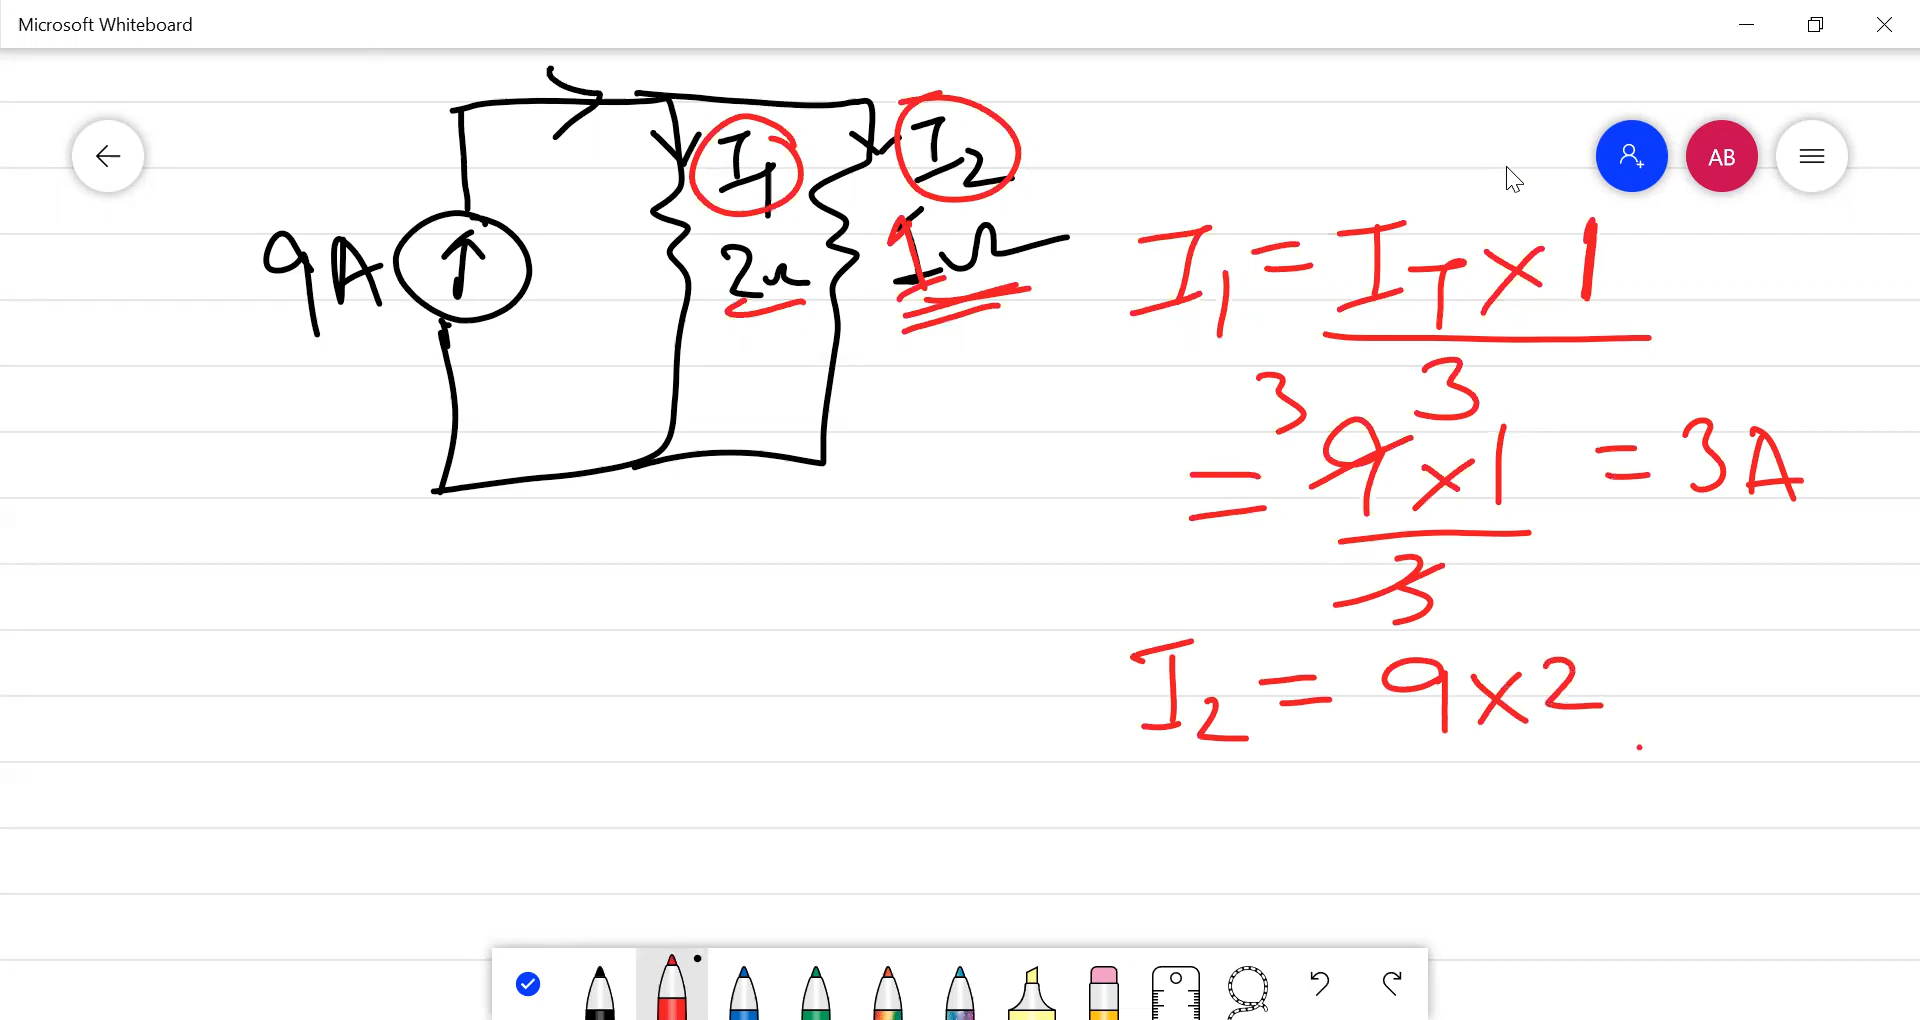 Microsoft Whiteboard
AB
I1 I2
9A 2Ω 1Ω
I1 = IT × 1
3
3
= 9 × 1 = 3A
3
I2 = 9 × 2